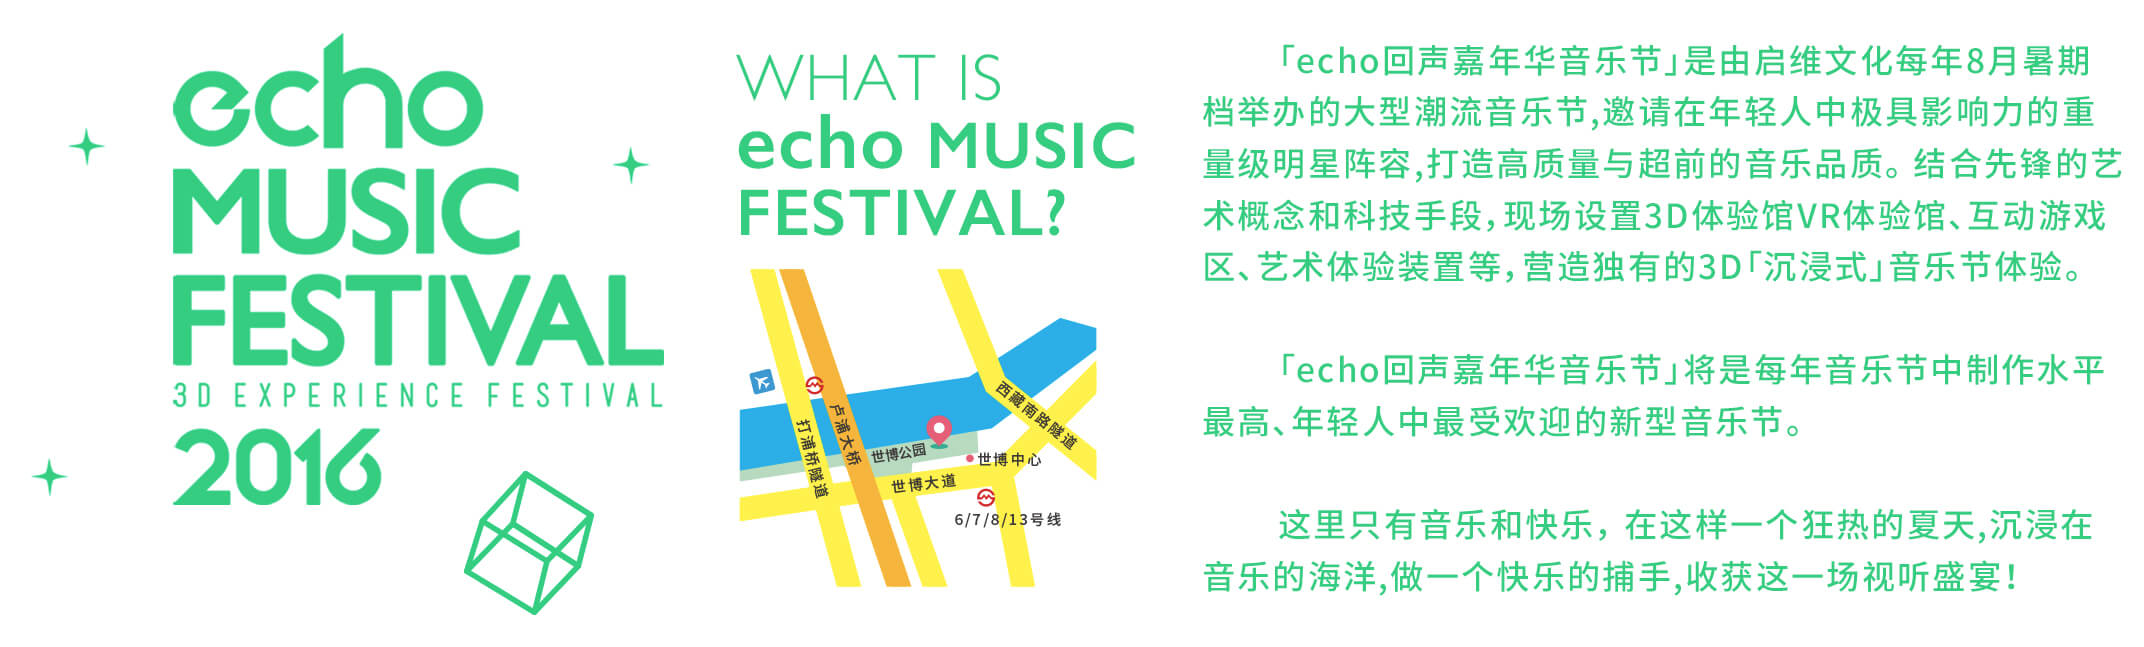 echo
MUSIC
FESTIVAL
3D EXPERIENCE FESTIVAL
2016
WHAT IS
echo MUSIC
FESTIVAL?
打浦桥隧道
卢浦大桥
西藏南路隧道
世博公园
世博中心
世博大道
6/7/8/13号线
「echo回声嘉年华音乐节」是由启维文化每年8月暑期
档举办的大型潮流音乐节,邀请在年轻人中极具影响力的重
量级明星阵容,打造高质量与超前的音乐品质。结合先锋的艺
术概念和科技手段，现场设置3D体验馆VR体验馆、互动游戏
区、艺术体验装置等，营造独有的3D「沉浸式」音乐节体验。
「echo回声嘉年华音乐节」将是每年音乐节中制作水平
最高、年轻人中最受欢迎的新型音乐节。
这里只有音乐和快乐，在这样一个狂热的夏天,沉浸在
音乐的海洋,做一个快乐的捕手,收获这一场视听盛宴！